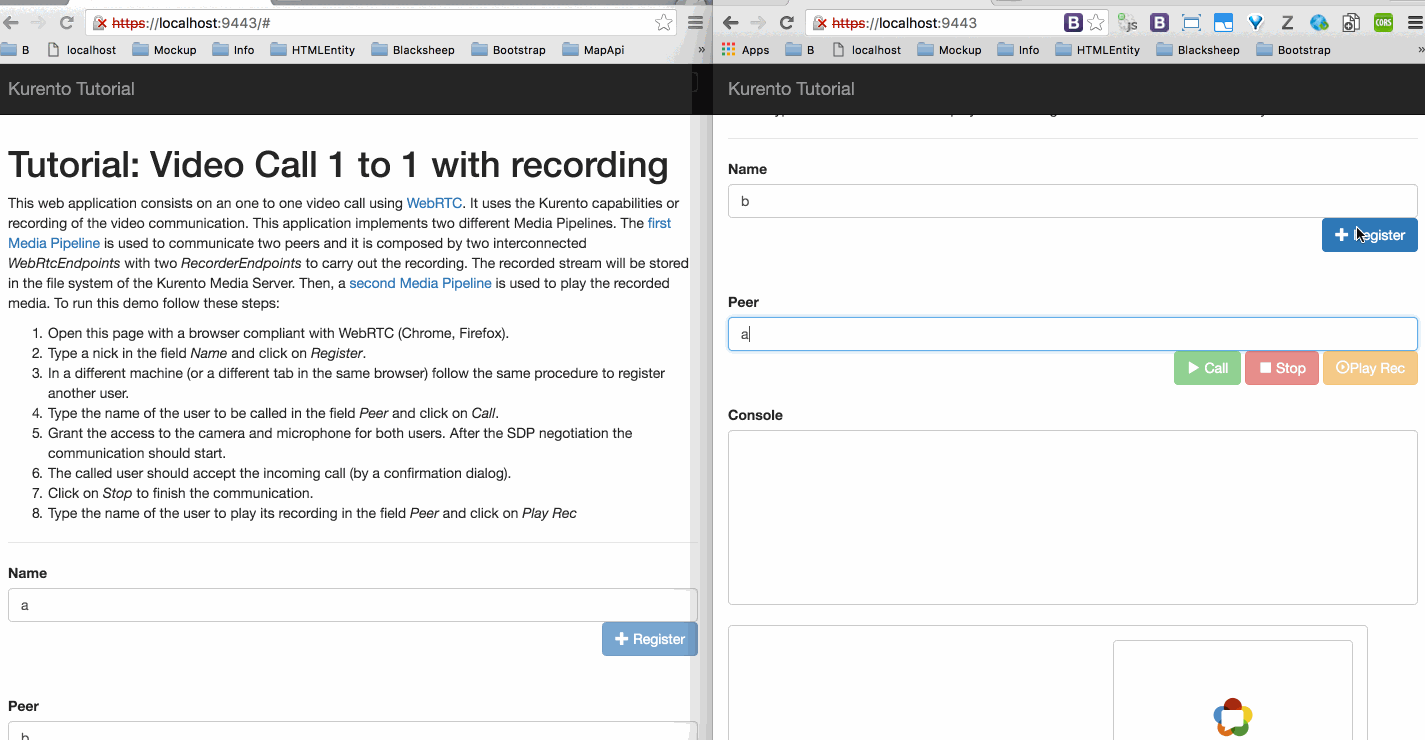 https://localhost:9443/#
B localhost Mockup Info HTMLEntity Blacksheep Bootstrap MapApi »
Kurento Tutorial
Tutorial: Video Call 1 to 1 with recording
This web application consists on an one to one video call using WebRTC. It uses the Kurento capabilities or
recording of the video communication. This application implements two different Media Pipelines. The first
Media Pipeline is used to communicate two peers and it is composed by two interconnected
WebRtcEndpoints with two RecorderEndpoints to carry out the recording. The recorded stream will be stored
in the file system of the Kurento Media Server. Then, a second Media Pipeline is used to play the recorded
media. To run this demo follow these steps:
1. Open this page with a browser compliant with WebRTC (Chrome, Firefox).
2. Type a nick in the field Name and click on Register.
3. In a different machine (or a different tab in the same browser) follow the same procedure to register
another user.
4. Type the name of the user to be called in the field Peer and click on Call.
5. Grant the access to the camera and microphone for both users. After the SDP negotiation the
communication should start.
6. The called user should accept the incoming call (by a confirmation dialog).
7. Click on Stop to finish the communication.
8. Type the name of the user to play its recording in the field Peer and click on Play Rec
Name
a
Register
Peer
b
https://localhost:9443
B JS B Z CORS
Apps B localhost Mockup Info HTMLEntity Blacksheep Bootstrap »
Kurento Tutorial
Name
b
Register
Peer
a
Call Stop Play Rec
Console